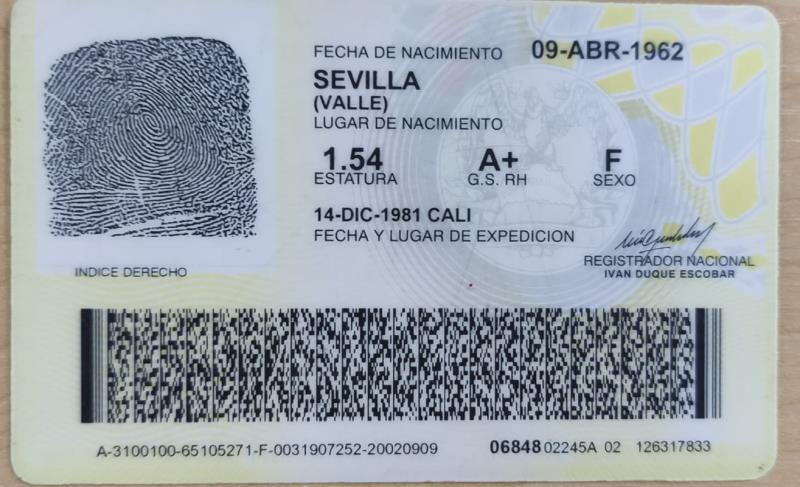 FECHA DE NACIMIENTO 09-ABR-1962
SEVILLA
(VALLE)
LUGAR DE NACIMIENTO
1.54 A+ F
ESTATURA G.S. RH SEXO
14-DIC-1981 CALI
FECHA Y LUGAR DE EXPEDICION
REGISTRADOR NACIONAL
IVAN DUQUE ESCOBAR
INDICE DERECHO
A-3100100-65105271-F-0031907252-20020909 06848 02245A 02 126317833